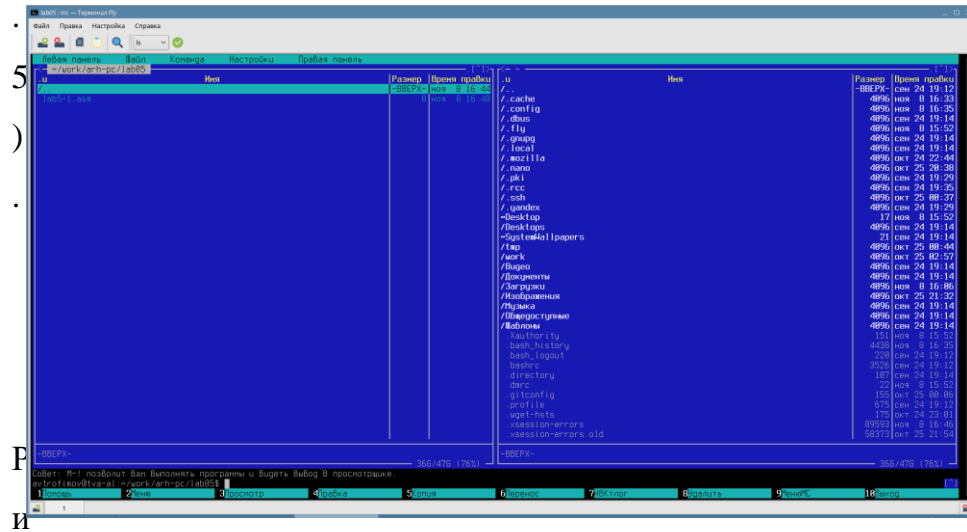 .
5
)
.
Р
и
lab05 : mc — Терминал Fly
Файл Правка Настройка Справка
ls
Левая панель Файл Команда Настройки Правая панель
~/work/arh-pc/lab05
.и Имя Размер Время правки
/.. -ВВЕРХ- ноя 8 16:44
lab5-1.asm 0 ноя 8 16:48
.и Имя Размер Время правки
/.. -ВВЕРХ- сен 24 19:12
/.cache 4096 ноя 8 16:33
/.config 4096 ноя 8 16:35
/.dbus 4096 сен 24 19:14
/.fly 4096 ноя 8 15:52
/.gnupg 4096 сен 24 19:14
/.local 4096 сен 24 19:14
/.mozilla 4096 окт 24 22:44
/.nano 4096 окт 25 20:38
/.pki 4096 сен 24 19:29
/.rcc 4096 сен 24 19:35
/.ssh 4096 окт 25 00:37
/.yandex 4096 сен 24 19:29
~Desktop 17 ноя 8 15:52
/Desktops 4096 сен 24 19:14
~SystemWallpapers 21 сен 24 19:14
/tmp 4096 окт 25 00:44
/work 4096 окт 25 02:57
/Видео 4096 сен 24 19:14
/Документы 4096 сен 24 19:14
/Загрузки 4096 ноя 8 16:06
/Изображения 4096 окт 25 21:32
/Музыка 4096 сен 24 19:14
/Общедоступные 4096 сен 24 19:14
/Шаблоны 4096 сен 24 19:14
.Xauthority 151 ноя 8 15:52
.bash_history 4438 ноя 8 16:35
.bash_logout 220 сен 24 19:12
.bashrc 3526 сен 24 19:12
.directory 107 сен 24 19:14
.dmrc 22 ноя 8 15:52
.gitconfig 155 окт 25 00:06
.profile 675 сен 24 19:12
.wget-hsts 175 окт 24 23:01
.xsession-errors 89593 ноя 8 16:46
.xsession-errors.old 58373 окт 25 21:54
-ВВЕРХ- -ВВЕРХ-
36G/47G (76%) 36G/47G (76%)
Совет: M-! позволит Вам выполнять программы и видеть вывод в просмотрщике.
avtrofimov@tva-al:~/work/arh-pc/lab05$
1Помощь 2Меню 3Просмотр 4Правка 5Копия 6Перенос 7НВКтлог 8Удалить 9МенюМС 10Выход
1